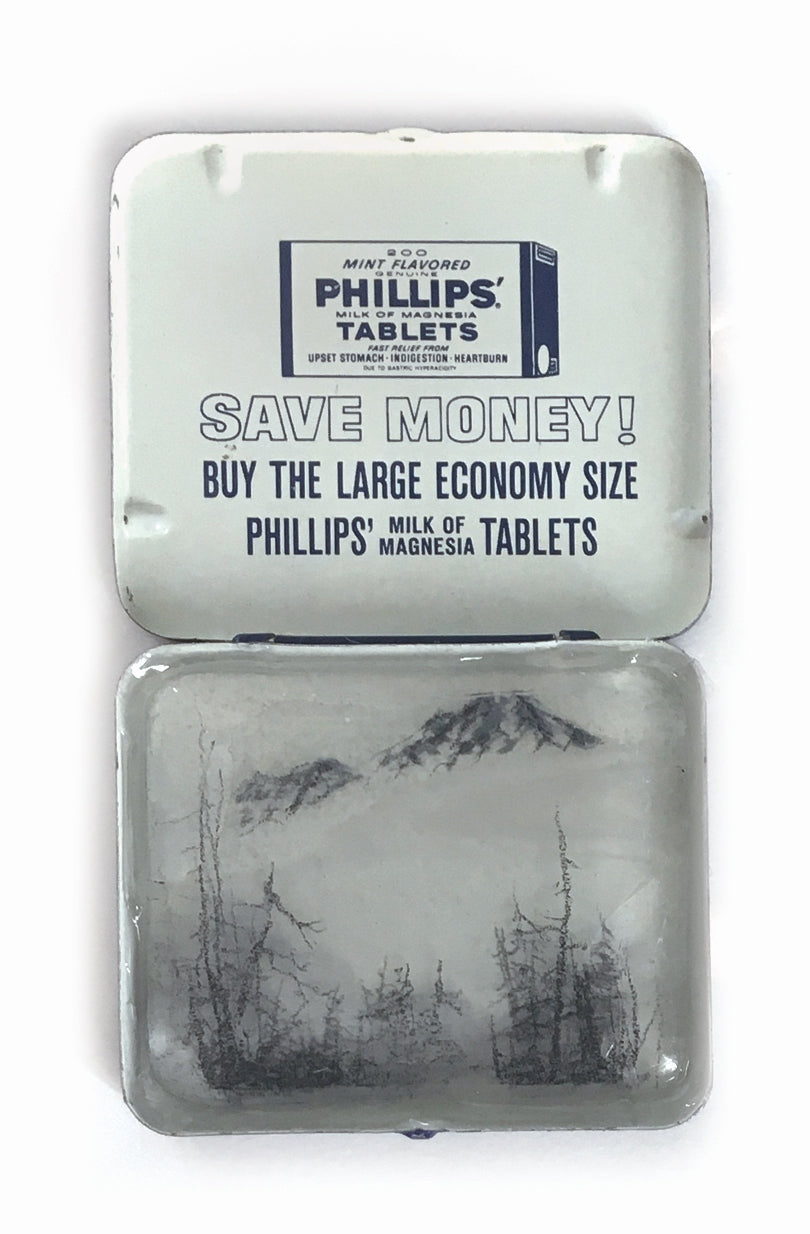 200
MINT FLAVORED
GENUINE
PHILLIPS'®
MILK OF MAGNESIA
TABLETS
FAST RELIEF FROM
UPSET STOMACH · INDIGESTION · HEARTBURN
DUE TO GASTRIC HYPERACIDITY
SAVE MONEY!
BUY THE LARGE ECONOMY SIZE
PHILLIPS' MILK OF MAGNESIA TABLETS